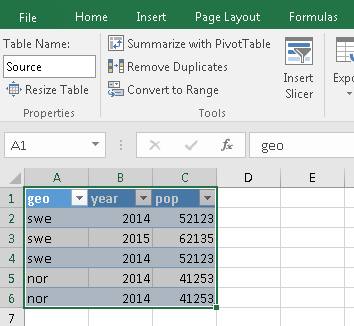 File Home Insert Page Layout Formulas
Table Name:
Source
Resize Table
Properties
Summarize with PivotTable
Remove Duplicates
Convert to Range
Tools
Insert
Slicer
Expo
A1 fx geo
A B C D E
1 geo year pop
2 swe 2014 52123
3 swe 2015 62135
4 swe 2014 52123
5 nor 2014 41253
6 nor 2014 41253
7